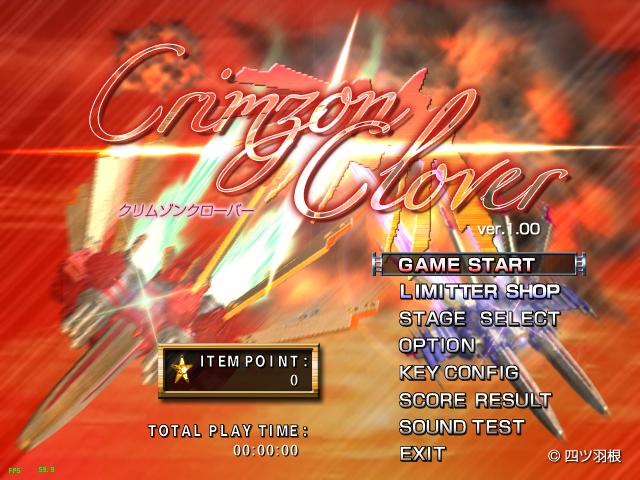 Crimzon
Clover
クリムゾンクローバー
ver.1.00
GAME START
LIMITTER SHOP
STAGE SELECT
OPTION
KEY CONFIG
SCORE RESULT
SOUND TEST
EXIT
ITEM POINT:
0
TOTAL PLAY TIME:
00:00:00
© 四ツ羽根
FPS 59.9